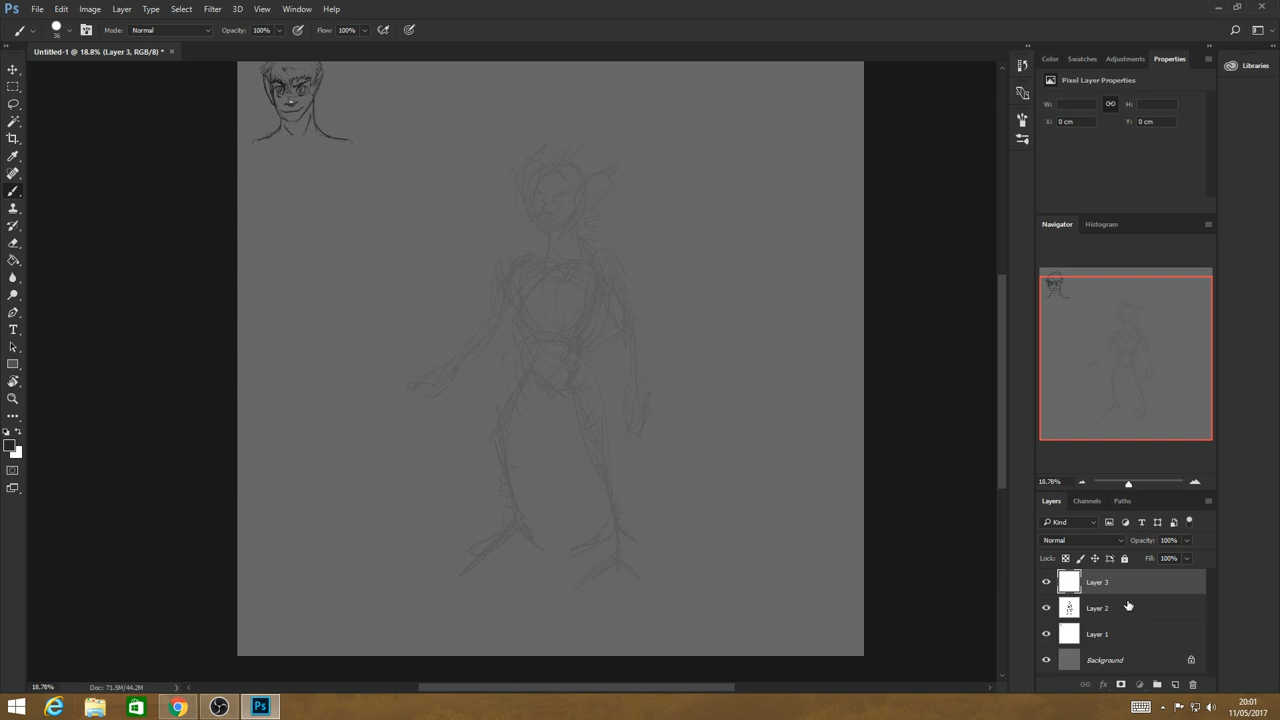 Ps File Edit Image Layer Type Select Filter 3D View Window Help
36 Mode: Normal Opacity: 100% Flow: 100%
Untitled-1 @ 18.8% (Layer 3, RGB/8) * ×
Color Swatches Adjustments Properties
Libraries
Pixel Layer Properties
W: H:
X: 0 cm Y: 0 cm
Navigator Histogram
18.78%
Layers Channels Paths
Kind
Normal Opacity: 100%
Lock: Fill: 100%
Layer 3
Layer 2
Layer 1
Background
18.78% Doc: 71.5M/44.2M
Ps
20:01
11/05/2017